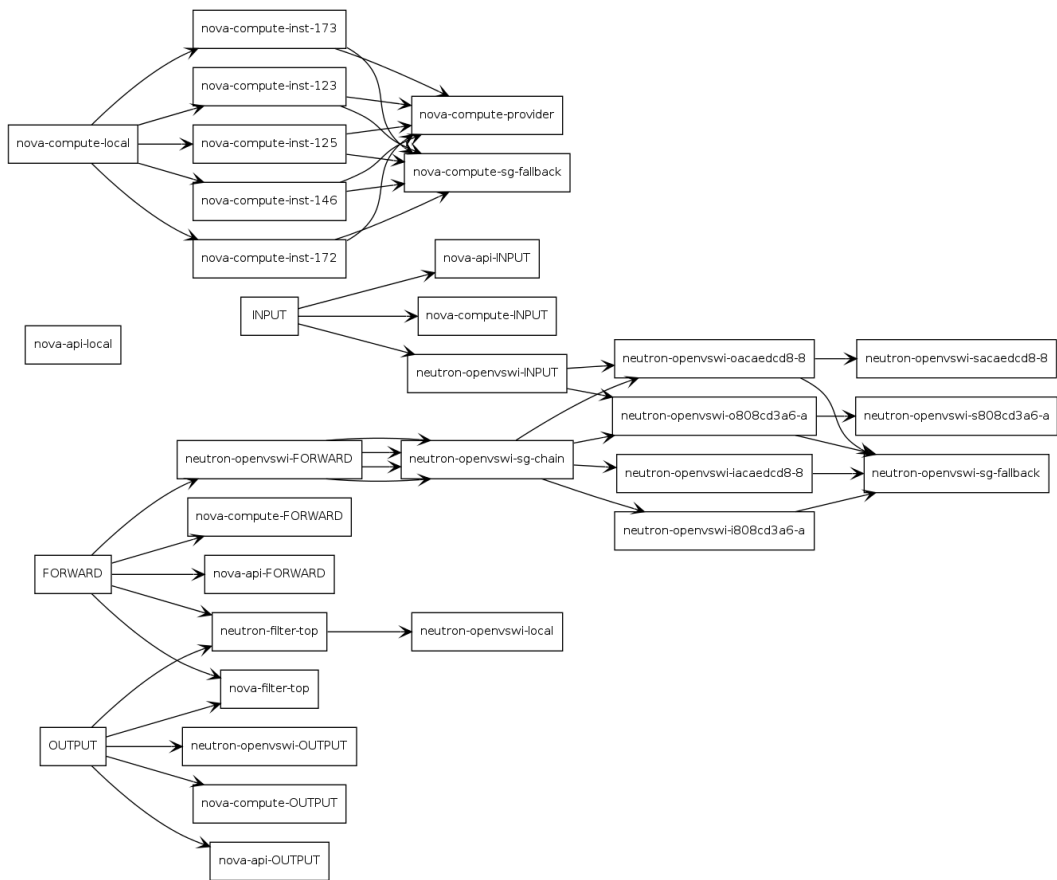 nova-compute-inst-173
nova-compute-inst-123
nova-compute-provider
nova-compute-local
nova-compute-inst-125
nova-compute-sg-fallback
nova-compute-inst-146
nova-compute-inst-172
nova-api-INPUT
INPUT
nova-compute-INPUT
nova-api-local
neutron-openvswi-INPUT
neutron-openvswi-oacaedcd8-8
neutron-openvswi-sacaedcd8-8
neutron-openvswi-o808cd3a6-a
neutron-openvswi-s808cd3a6-a
neutron-openvswi-FORWARD
neutron-openvswi-sg-chain
neutron-openvswi-iacaedcd8-8
neutron-openvswi-sg-fallback
nova-compute-FORWARD
neutron-openvswi-i808cd3a6-a
FORWARD
nova-api-FORWARD
neutron-filter-top
neutron-openvswi-local
nova-filter-top
OUTPUT
neutron-openvswi-OUTPUT
nova-compute-OUTPUT
nova-api-OUTPUT